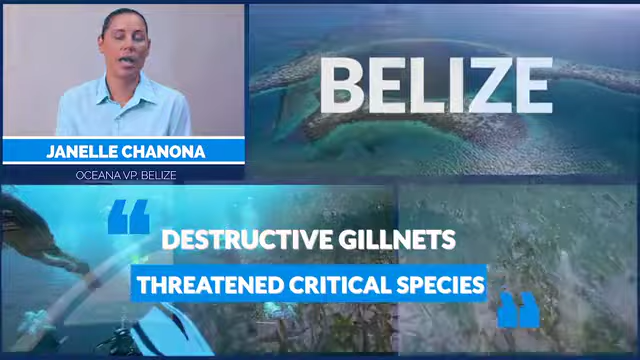 BELIZE
JANELLE CHANONA
OCEANA VP, BELIZE
“ DESTRUCTIVE GILLNETS
THREATENED CRITICAL SPECIES ”